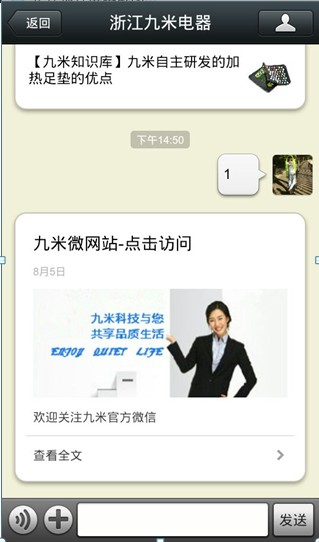 返回
浙江九米电器
【九米知识库】九米自主研发的加
热足垫的优点
下午14:50
1
九米微网站-点击访问
8月5日
九米科技与您
共享品质生活
ENJOY QUIET LIFE
欢迎关注九米官方微信
查看全文
发送